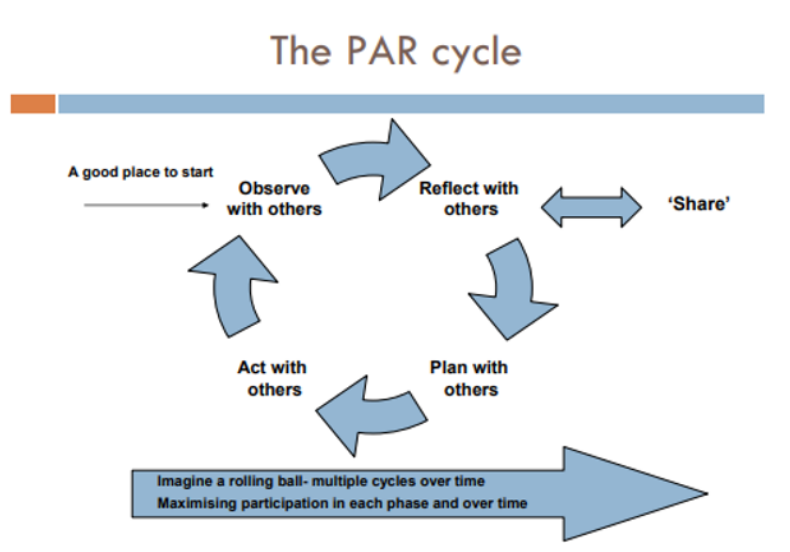 The PAR cycle
A good place to start
Observe
with others
Reflect with
others
‘Share’
Plan with
others
Act with
others
Imagine a rolling ball- multiple cycles over time
Maximising participation in each phase and over time